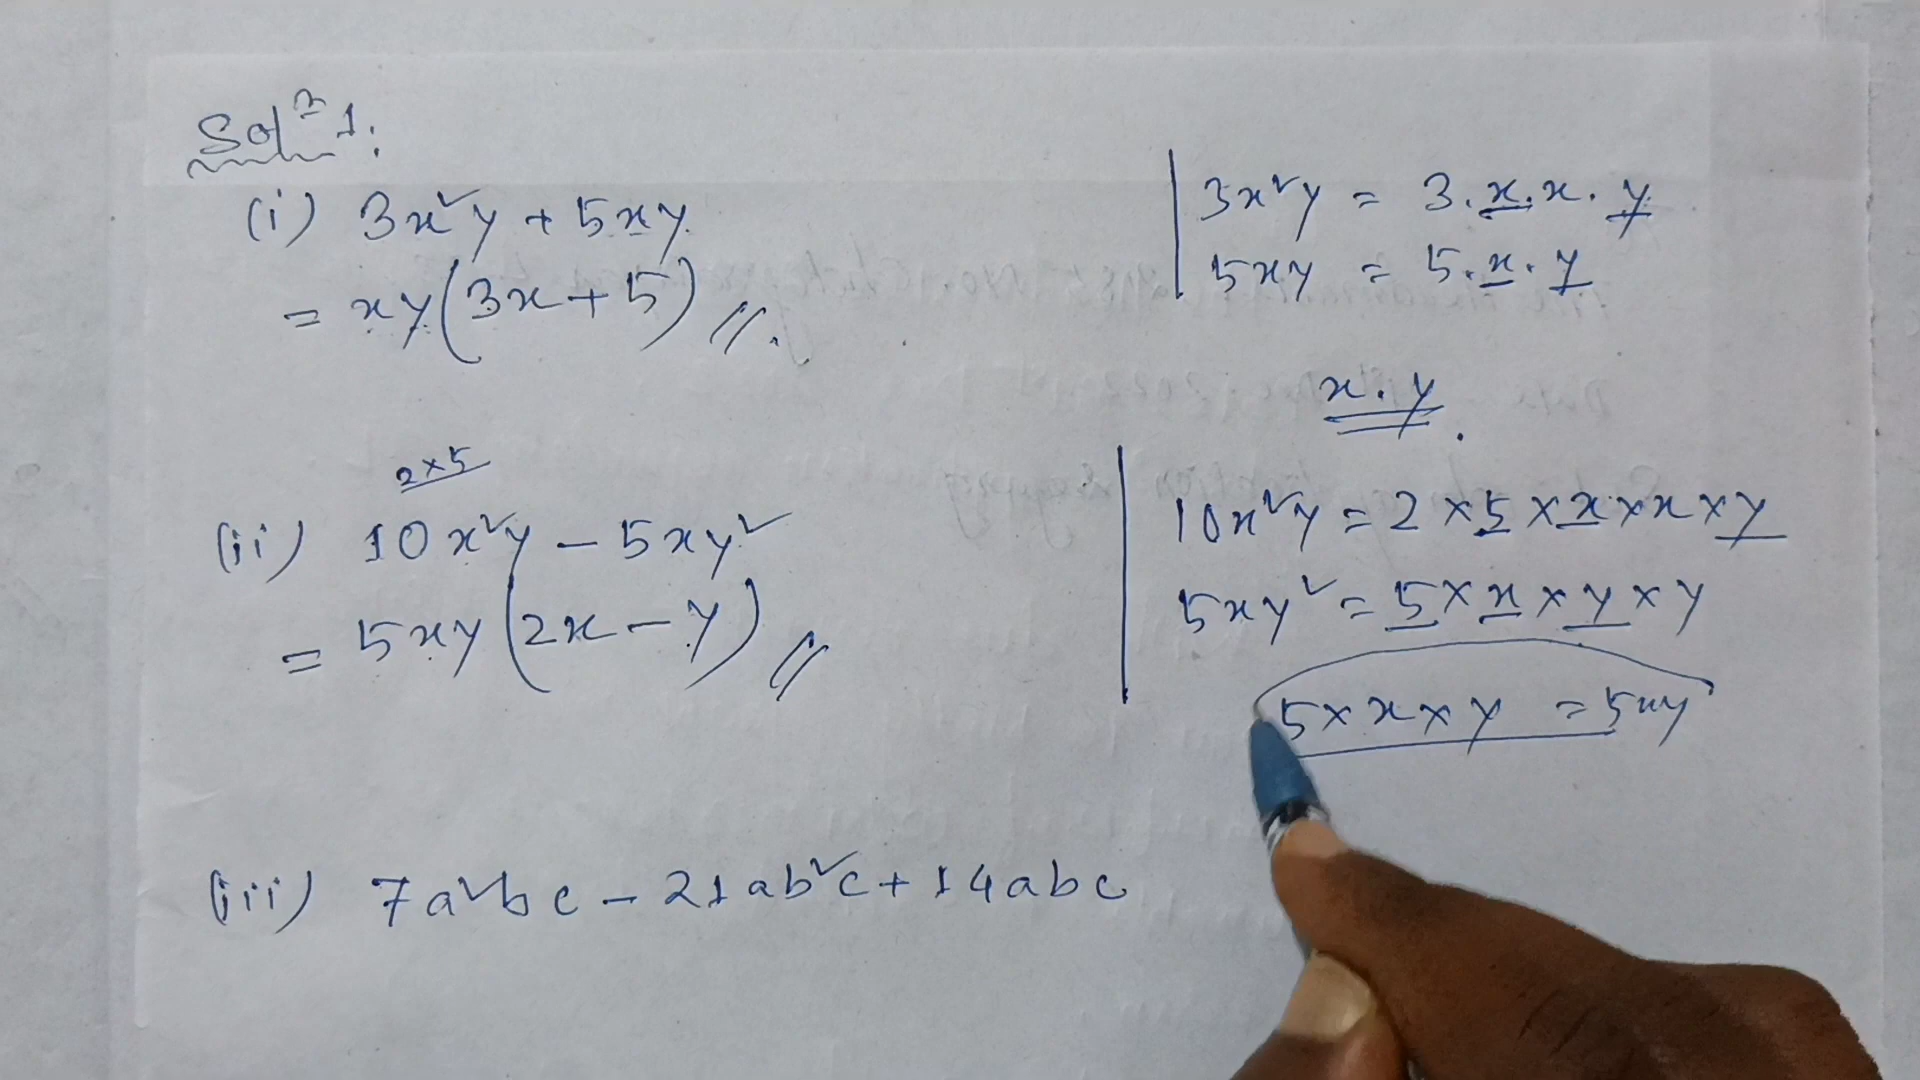 Solⁿ 1:
(i) 3x²y + 5xy
= xy(3x+5) //.
3x²y = 3.x.x.y
5xy = 5.x.y
x.y
2×5
(ii) 10x²y - 5xy²
= 5xy(2x-y) //
10x²y = 2×5×x×x×y
5xy² = 5×x×y×y
5×x×y = 5xy
(iii) 7a²bc - 21ab²c + 14abc